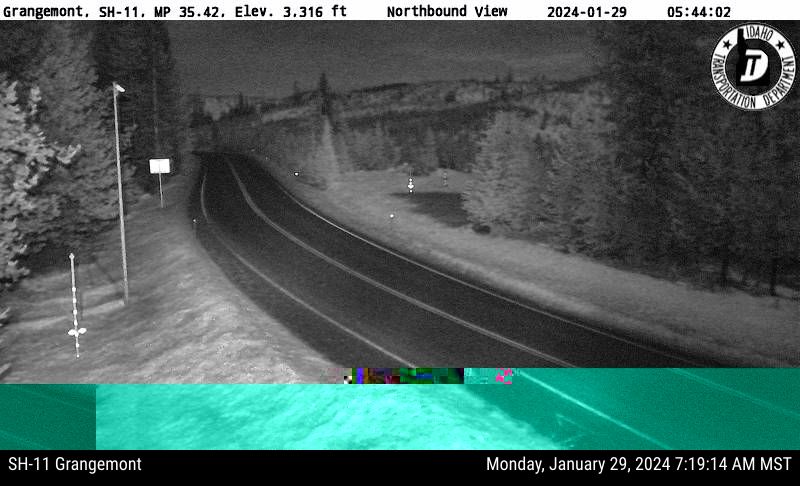 Grangemont, SH-11, MP 35.42, Elev. 3,316 ft Northbound View 2024-01-29 05:44:02
IDAHO
TRANSPORTATION DEPARTMENT
SH-11 Grangemont Monday, January 29, 2024 7:19:14 AM MST